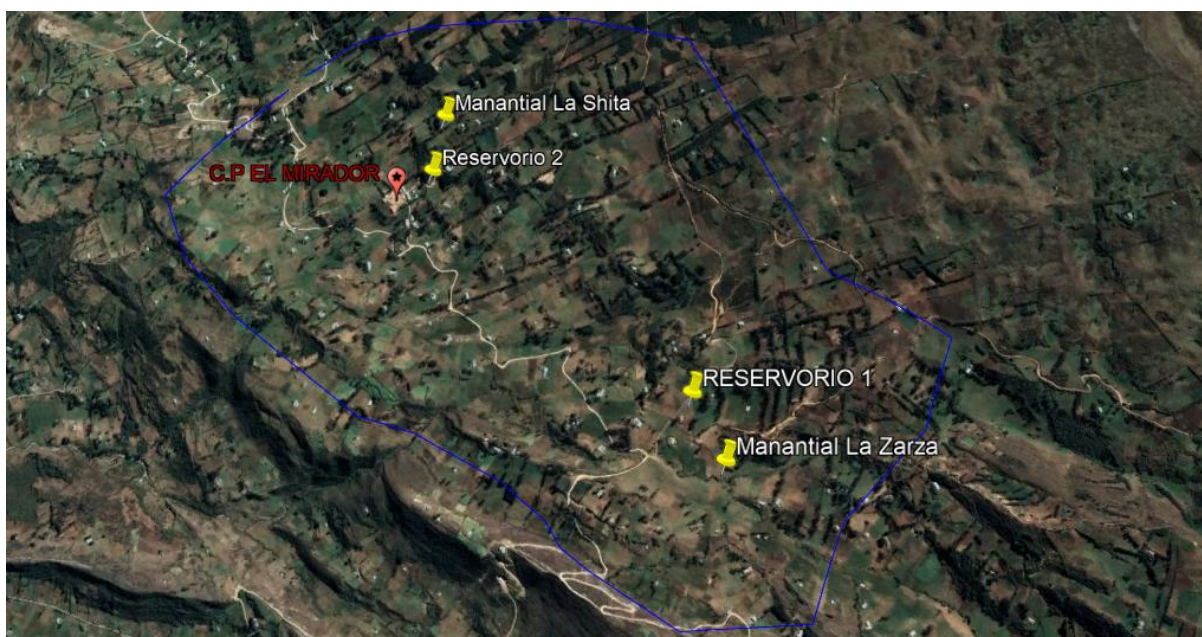 Manantial La Shita
Reservorio 2
C.P EL MIRADOR
RESERVORIO 1
Manantial La Zarza